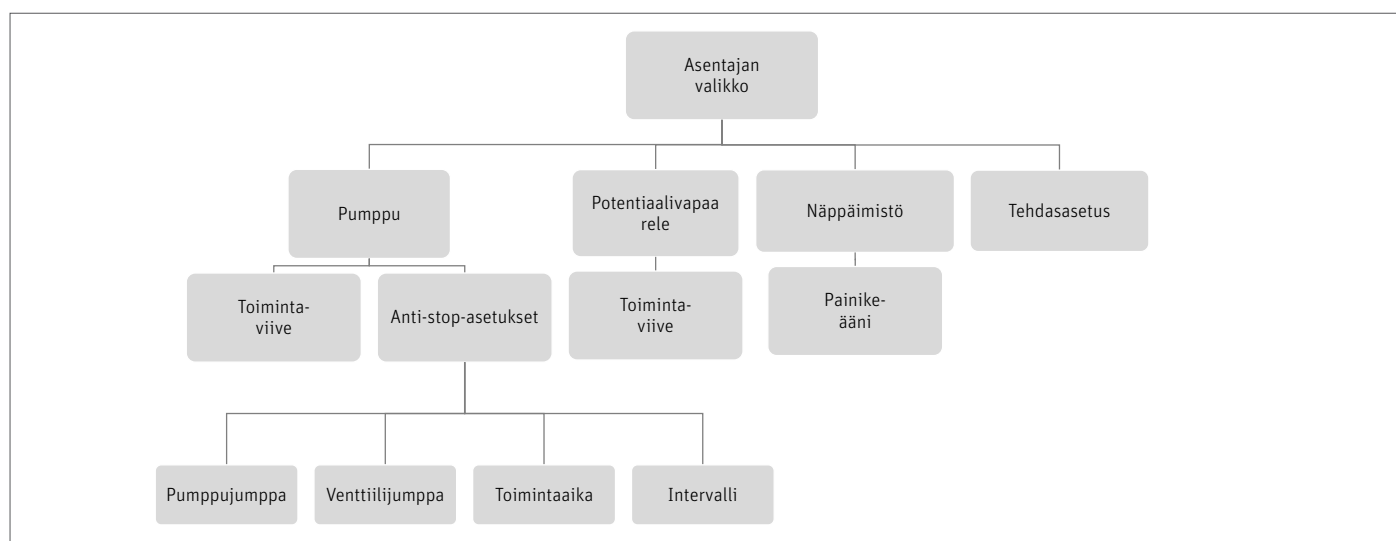 Asentajan
valikko
Pumppu
Potentiaalivapaa
rele
Näppäimistö
Tehdasasetus
Toiminta-
viive
Anti-stop-asetukset
Toiminta-
viive
Painike-
ääni
Pumppujumppa
Venttiilijumppa
Toimintaaika
Intervalli